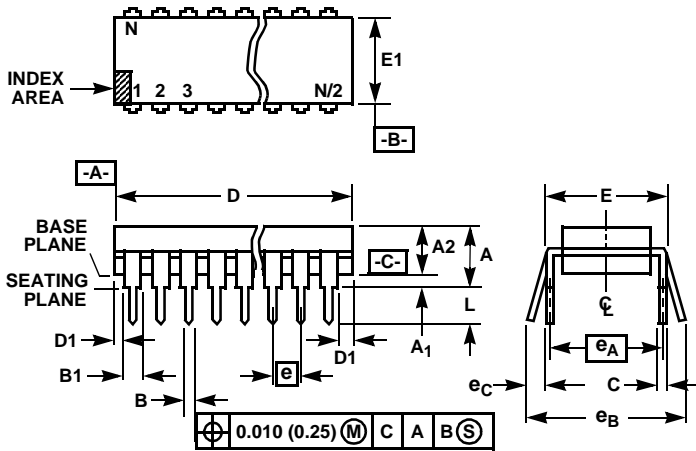 N
E1
INDEX
AREA
1 2 3 N/2
-B-
-A-
D
E
BASE
PLANE
A2
A
-C-
SEATING
PLANE
L
D1
A1
D1
eA
B1
e
eC
C
B
eB
0.010 (0.25) M C A B S